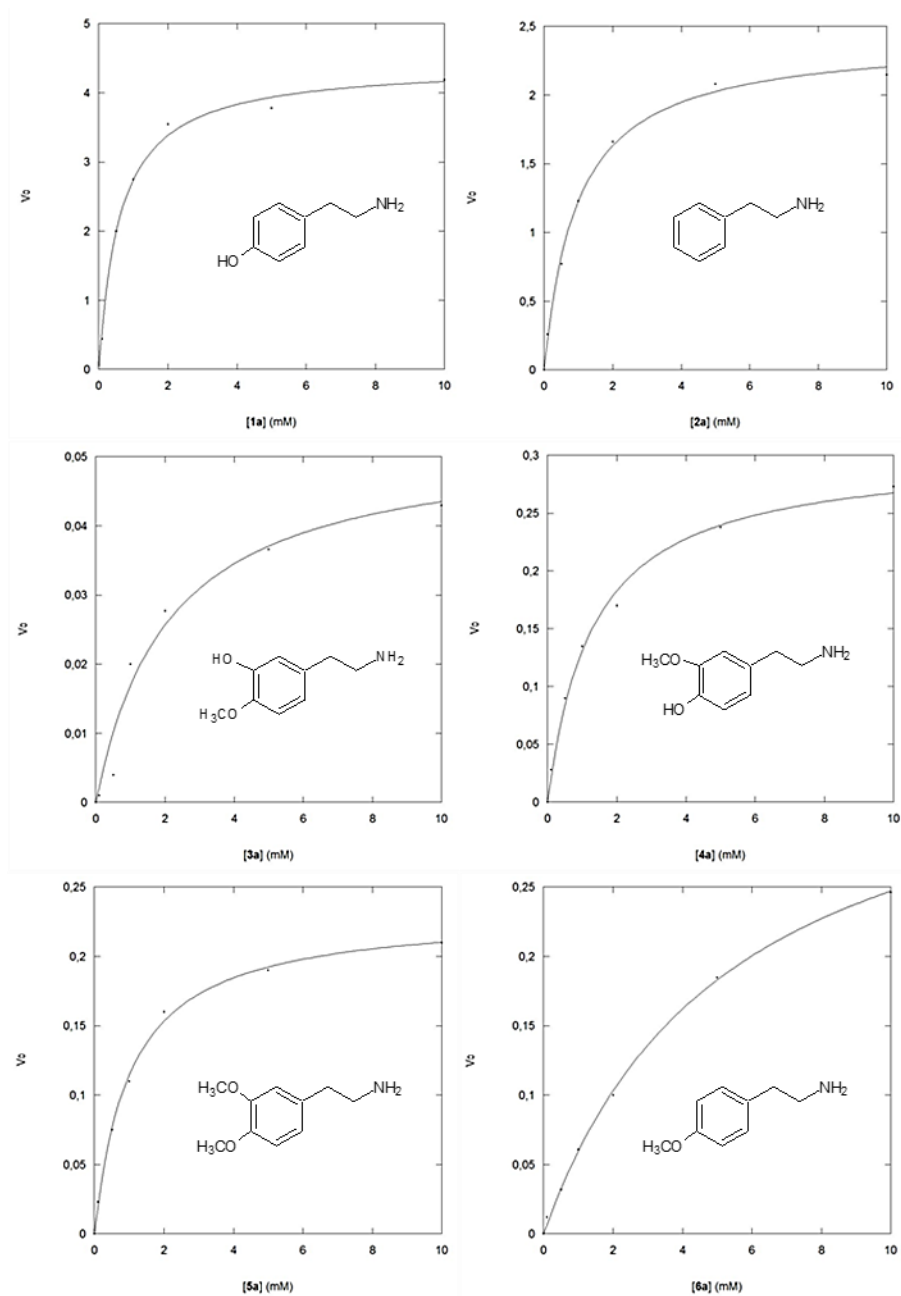 5
4
3
2
1
0
Vo
NH2
HO
0 2 4 6 8 10
[1a] (mM)
2,5
2
1,5
1
0,5
0
Vo
NH2
0 2 4 6 8 10
[2a] (mM)
0,05
0,04
0,03
0,02
0,01
0
Vo
HO
NH2
H3CO
0 2 4 6 8 10
[3a] (mM)
0,3
0,25
0,2
0,15
0,1
0,05
0
Vo
H3CO
NH2
HO
0 2 4 6 8 10
[4a] (mM)
0,25
0,2
0,15
0,1
0,05
0
Vo
H3CO
NH2
H3CO
0 2 4 6 8 10
[5a] (mM)
0,25
0,2
0,15
0,1
0,05
0
Vo
NH2
H3CO
0 2 4 6 8 10
[6a] (mM)